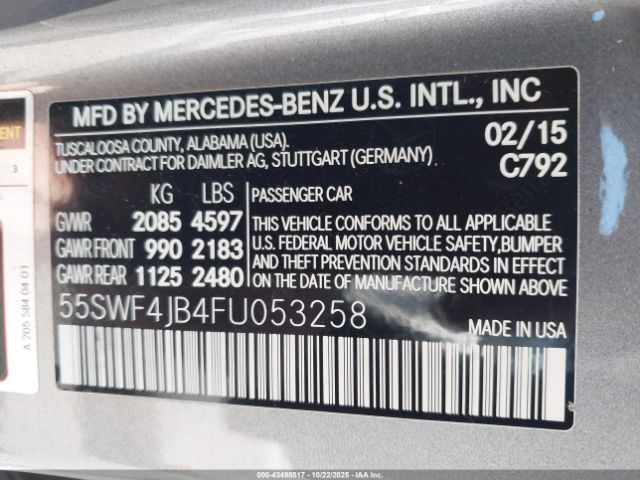 MFD BY MERCEDES-BENZ U.S. INTL., INC
TUSCALOOSA COUNTY, ALABAMA (USA).
UNDER CONTRACT FOR DAIMLER AG, STUTTGART (GERMANY)
02/15
C792
KG LBS
GVWR 2085 4597
GAWR FRONT 990 2183
GAWR REAR 1125 2480
PASSENGER CAR
THIS VEHICLE CONFORMS TO ALL APPLICABLE
U.S. FEDERAL MOTOR VEHICLE SAFETY,BUMPER
AND THEFT PREVENTION STANDARDS IN
EFFECT ON THE DATE OF MANUFACTURE
SHOWN ABOVE.
55SWF4JB4FU053258
MADE IN USA
3
A 205 584 04 01
000-43498517 - 10/22/2025 - IAAI.COM